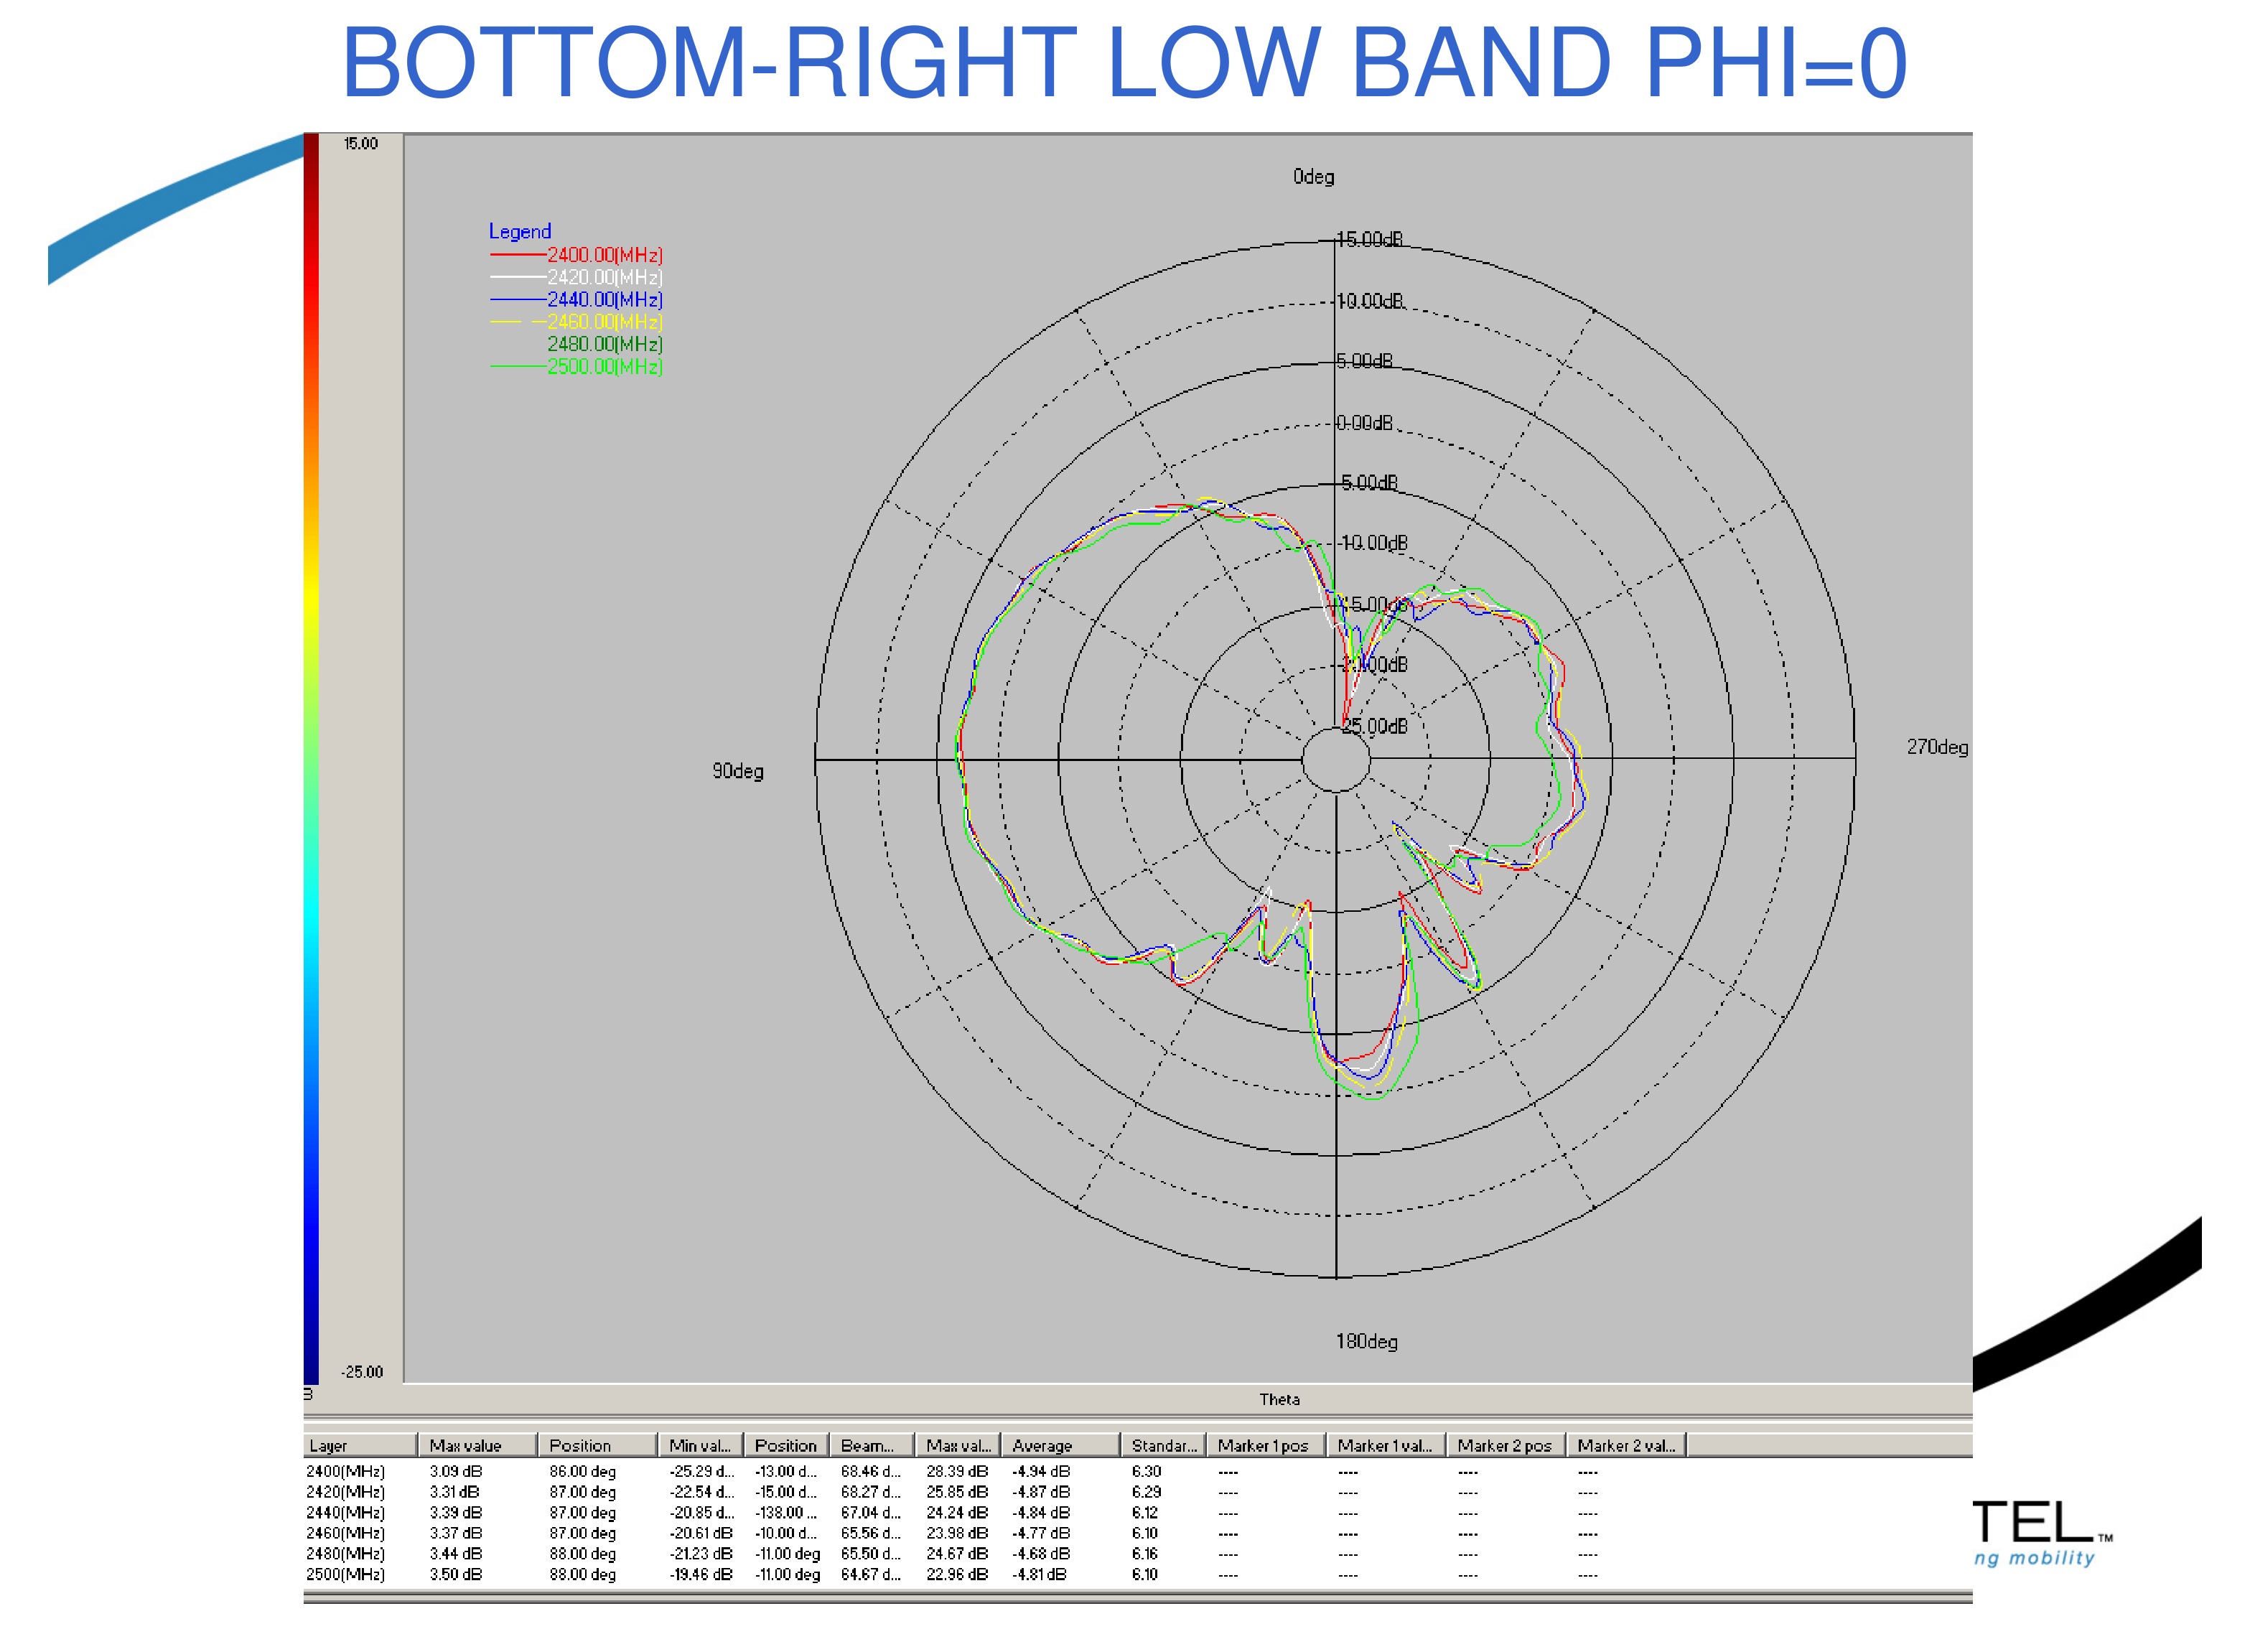 BOTTOM-RIGHT LOW BAND PHI=0
15.00
0deg
Legend
2400.00(MHz)
2420.00(MHz)
2440.00(MHz)
2460.00(MHz)
2480.00(MHz)
2500.00(MHz)
15.00dB
10.00dB
5.00dB
0.00dB
-5.00dB
-10.00dB
-15.00dB
-20.00dB
-25.00dB
90deg
270deg
180deg
-25.00
Theta
Layer Max value Position Min val... Position Beam... Max val... Average Standar... Marker 1 pos Marker 1 val... Marker 2 pos Marker 2 val...
2400(MHz) 3.09 dB 86.00 deg -25.29 d... -13.00 d... 68.46 d... 28.39 dB -4.94 dB 6.30 ---- ---- ---- ----
2420(MHz) 3.31 dB 87.00 deg -22.54 d... -15.00 d... 68.27 d... 25.85 dB -4.87 dB 6.29 ---- ---- ---- ----
2440(MHz) 3.39 dB 87.00 deg -20.85 d... -138.00 ... 67.04 d... 24.24 dB -4.84 dB 6.12 ---- ---- ---- ----
2460(MHz) 3.37 dB 87.00 deg -20.61 dB -10.00 d... 65.56 d... 23.98 dB -4.77 dB 6.10 ---- ---- ---- ----
2480(MHz) 3.44 dB 88.00 deg -21.23 dB -11.00 deg 65.50 d... 24.67 dB -4.68 dB 6.16 ---- ---- ---- ----
2500(MHz) 3.50 dB 88.00 deg -19.46 dB -11.00 deg 64.67 d... 22.96 dB -4.81 dB 6.10 ---- ---- ---- ----
TEL™
ng mobility